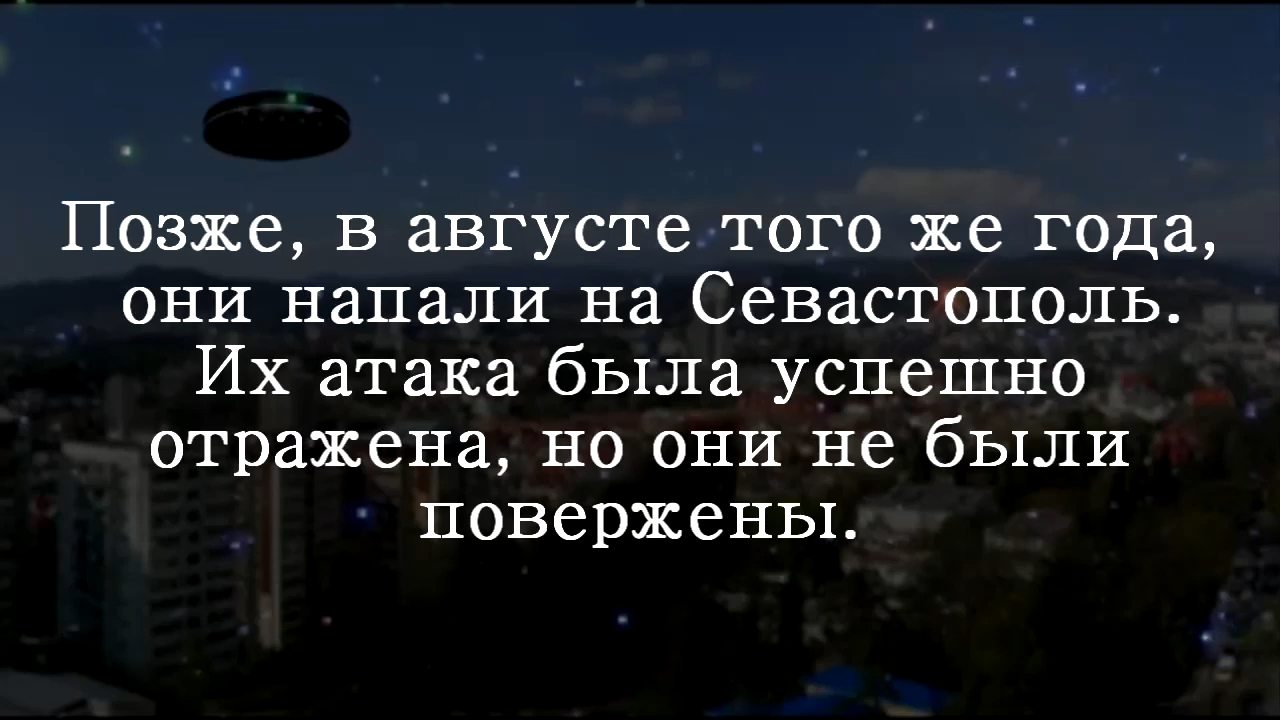 Позже, в августе того же года,
они напали на Севастополь.
Их атака была успешно
отражена, но они не были
повержены.